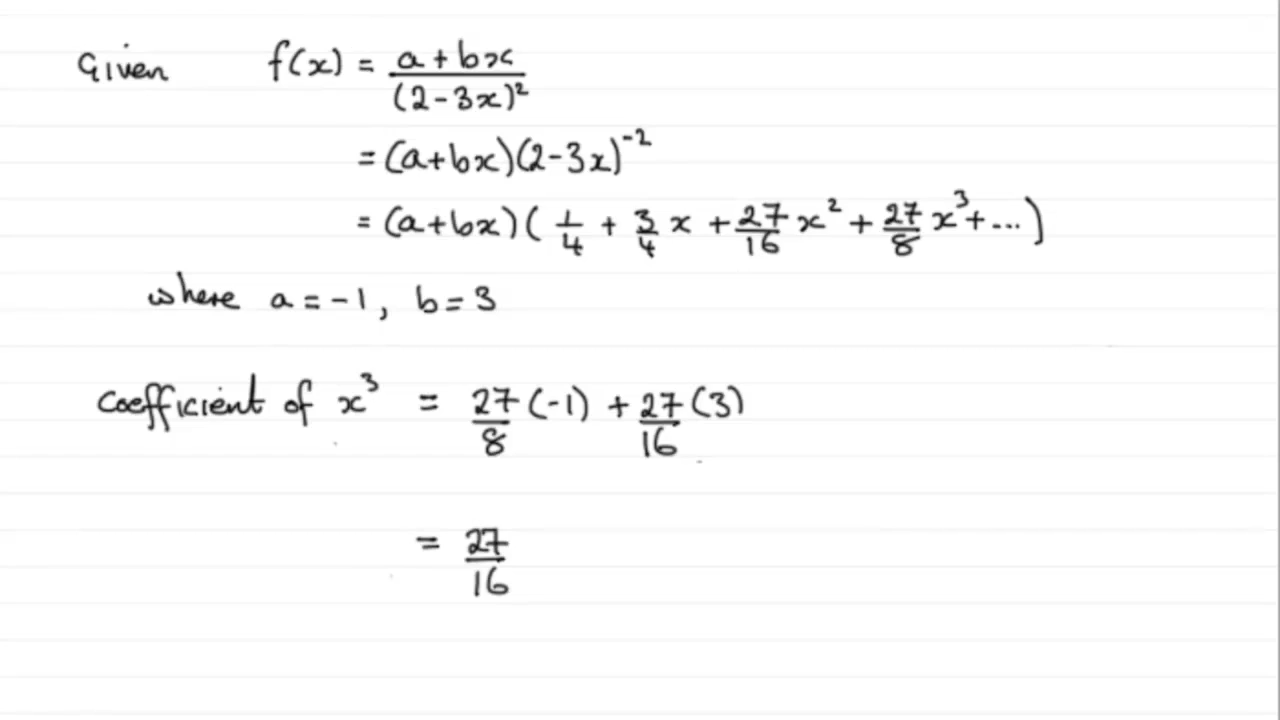 Given f(x) = a + bx / (2 - 3x)²
= (a+bx)(2-3x)⁻²
= (a+bx)(1/4 + 3/4 x + 27/16 x² + 27/8 x³ + ...)
where a = -1, b = 3
Coefficient of x³ = 27/8 (-1) + 27/16 (3)
= 27/16